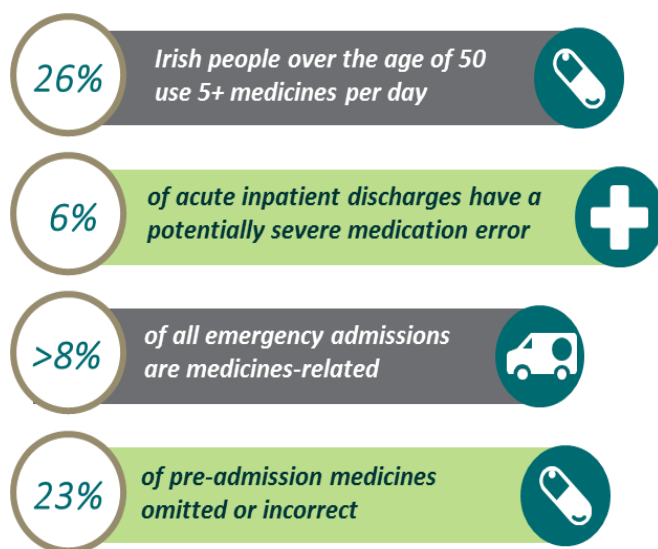 26%
Irish people over the age of 50
use 5+ medicines per day
6%
of acute inpatient discharges have a
potentially severe medication error
>8%
of all emergency admissions
are medicines-related
23%
of pre-admission medicines
omitted or incorrect